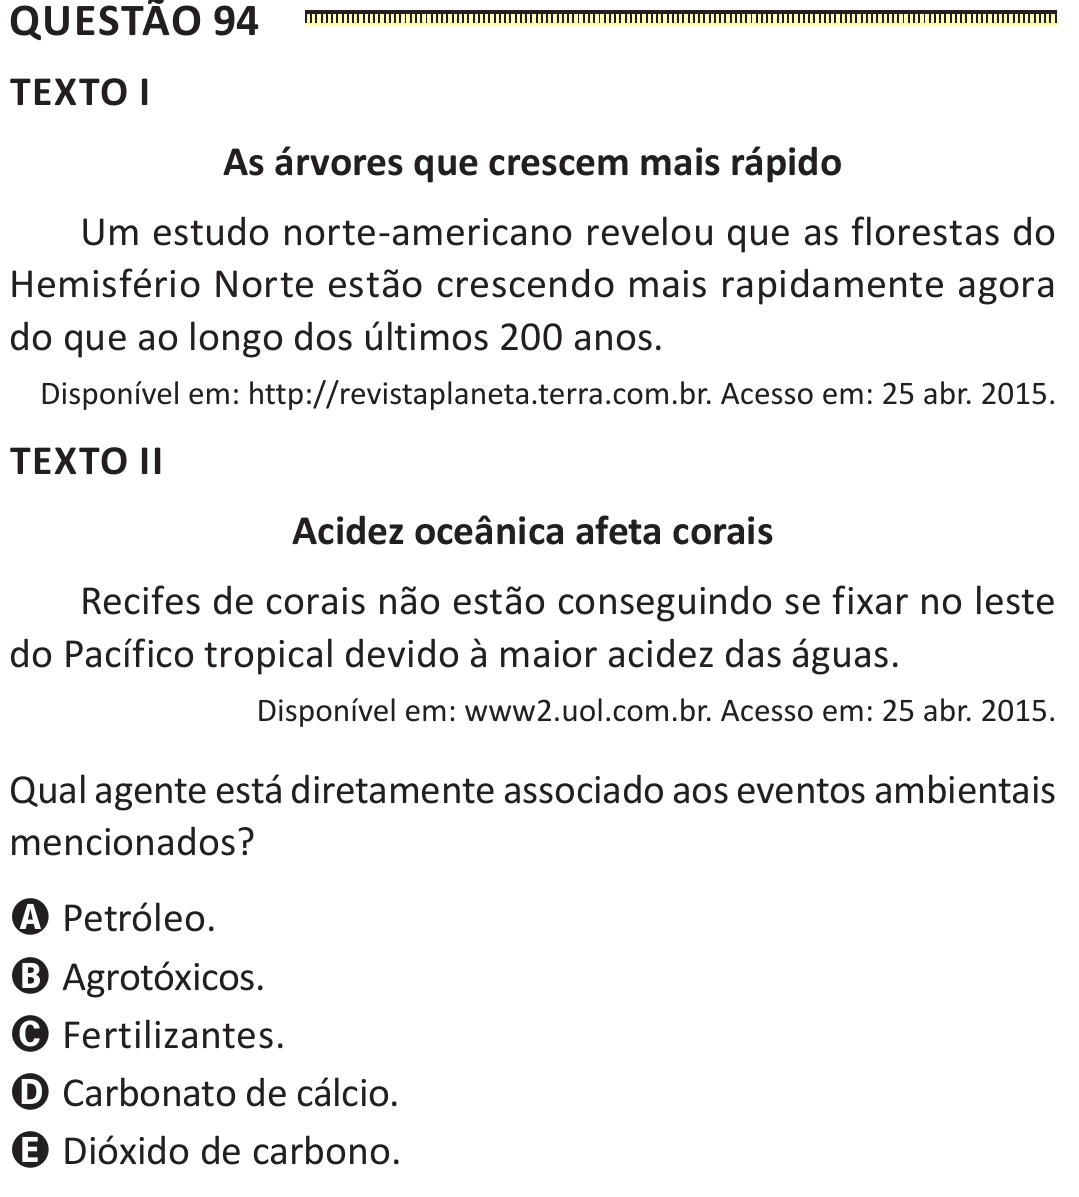 QUESTÃO 94
TEXTO I
As árvores que crescem mais rápido
Um estudo norte-americano revelou que as florestas do
Hemisfério Norte estão crescendo mais rapidamente agora
do que ao longo dos últimos 200 anos.
Disponível em: http://revistaplaneta.terra.com.br. Acesso em: 25 abr. 2015.
TEXTO II
Acidez oceânica afeta corais
Recifes de corais não estão conseguindo se fixar no leste
do Pacífico tropical devido à maior acidez das águas.
Disponível em: www2.uol.com.br. Acesso em: 25 abr. 2015.
Qual agente está diretamente associado aos eventos ambientais
mencionados?
A Petróleo.
B Agrotóxicos.
C Fertilizantes.
D Carbonato de cálcio.
E Dióxido de carbono.